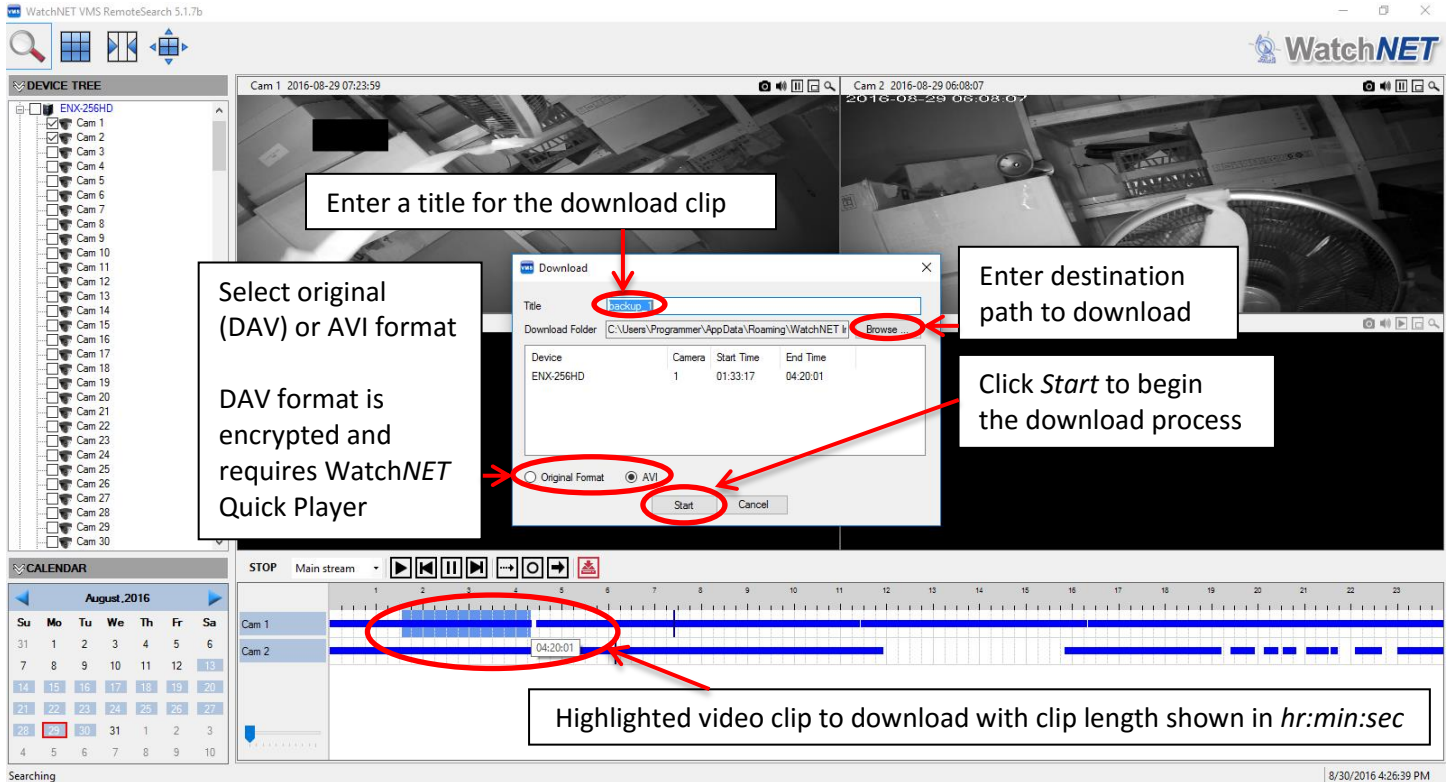 WatchNET VMS RemoteSearch 5.1.7b
WatchNET
DEVICE TREE
ENX-256HD
Cam 1
Cam 2
Cam 3
Cam 4
Cam 5
Cam 6
Cam 7
Cam 8
Cam 9
Cam 10
Cam 11
Cam 12
Cam 13
Cam 14
Cam 15
Cam 16
Cam 17
Cam 18
Cam 19
Cam 20
Cam 21
Cam 22
Cam 23
Cam 24
Cam 25
Cam 26
Cam 27
Cam 28
Cam 29
Cam 30
Cam 1 2016-08-29 07:23:59
Cam 2 2016-08-29 06:08:07
2016-08-29 06:08:07
Enter a title for the download clip
Select original
(DAV) or AVI format
DAV format is
encrypted and
requires WatchNET
Quick Player
Download
Title backup_1
Download Folder C:\Users\Programmer\AppData\Roaming\WatchNET Ir Browse ...
Device Camera Start Time End Time
ENX-256HD 1 01:33:17 04:20:01
Original Format AVI
Start Cancel
Enter destination
path to download
Click Start to begin
the download process
CALENDAR
August,2016
Su Mo Tu We Th Fr Sa
31 1 2 3 4 5 6
7 8 9 10 11 12 13
14 15 16 17 18 19 20
21 22 23 24 25 26 27
28 29 30 31 1 2 3
4 5 6 7 8 9 10
STOP Main stream
1 2 3 4 5 6 7 8 9 10 11 12 13 14 15 16 17 18 19 20 21 22 23
Cam 1
Cam 2
04:20:01
Highlighted video clip to download with clip length shown in hr:min:sec
Searching
8/30/2016 4:26:39 PM